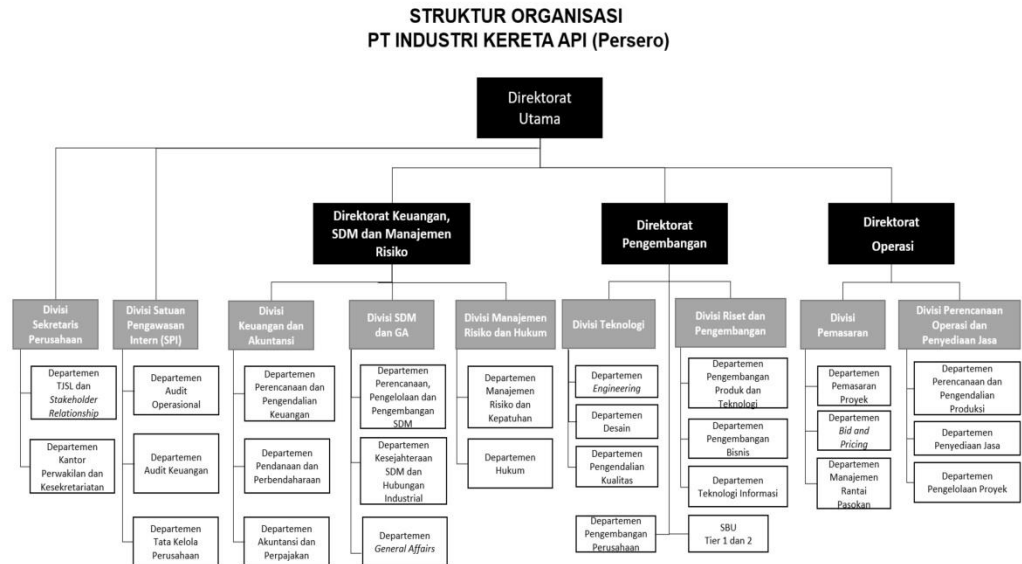 STRUKTUR ORGANISASI
PT INDUSTRI KERETA API (Persero)
Direktorat
Utama
Direktorat Keuangan,
SDM dan Manajemen
Risiko
Direktorat
Pengembangan
Direktorat
Operasi
Divisi
Sekretaris
Perusahaan
Divisi Satuan
Pengawasan
Intern (SPI)
Divisi
Keuangan dan
Akuntansi
Divisi SDM
dan GA
Divisi Manajemen
Risiko dan Hukum
Divisi Teknologi
Divisi Riset dan
Pengembangan
Divisi
Pemasaran
Divisi Perencanaan
Operasi dan
Penyediaan Jasa
Departemen
TJSL dan
Stakeholder
Relationship
Departemen
Kantor
Perwakilan dan
Kesekretariatan
Departemen
Audit
Operasional
Departemen
Audit Keuangan
Departemen
Tata Kelola
Perusahaan
Departemen
Perencanaan dan
Pengendalian
Keuangan
Departemen
Pendanaan dan
Perbendaharaan
Departemen
Akuntansi dan
Perpajakan
Departemen
Perencanaan,
Pengelolaan dan
Pengembangan
SDM
Departemen
Kesejahteraan
SDM dan
Hubungan
Industrial
Departemen
General Affairs
Departemen
Manajemen
Risiko dan
Kepatuhan
Departemen
Hukum
Departemen
Engineering
Departemen
Desain
Departemen
Pengendalian
Kualitas
Departemen
Pengembangan
Perusahaan
Departemen
Pengembangan
Produk dan
Teknologi
Departemen
Pengembangan
Bisnis
Departemen
Teknologi Informasi
SBU
Tier 1 dan 2
Departemen
Pemasaran
Proyek
Departemen
Bid and
Pricing
Departemen
Manajemen
Rantai
Pasokan
Departemen
Perencanaan dan
Pengendalian
Produksi
Departemen
Penyediaan Jasa
Departemen
Pengelolaan Proyek